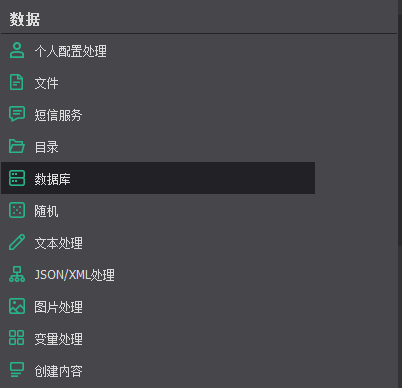 数据
个人配置处理
文件
短信服务
目录
数据库
随机
文本处理
JSON/XML处理
图片处理
变量处理
创建内容